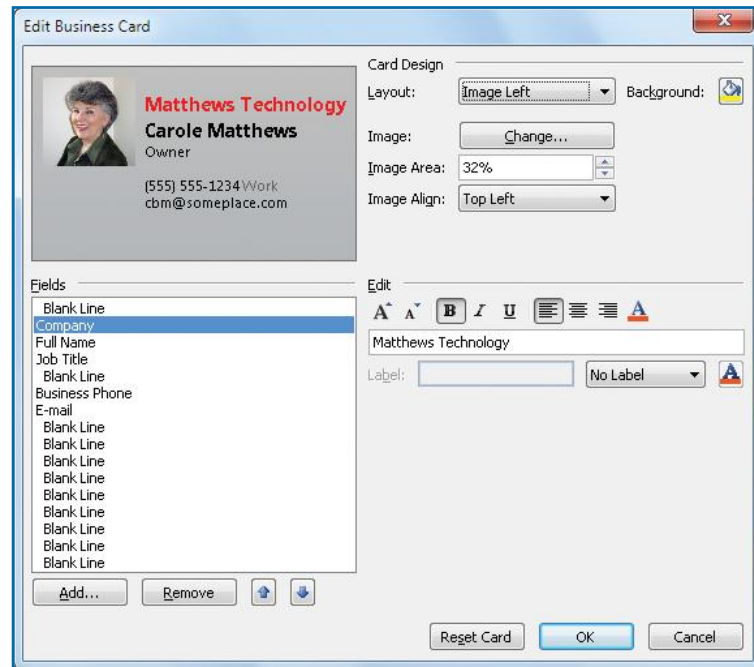 Edit Business Card
Matthews Technology
Carole Matthews
Owner
(555) 555-1234 Work
cbm@someplace.com
Card Design
Layout: Image Left Background:
Image: Change...
Image Area: 32%
Image Align: Top Left
Fields
Blank Line
Company
Full Name
Job Title
Blank Line
Business Phone
E-mail
Blank Line
Blank Line
Blank Line
Blank Line
Blank Line
Blank Line
Blank Line
Blank Line
Blank Line
Add... Remove
Edit
A A B I U A
Matthews Technology
Label: No Label A
Reset Card OK Cancel